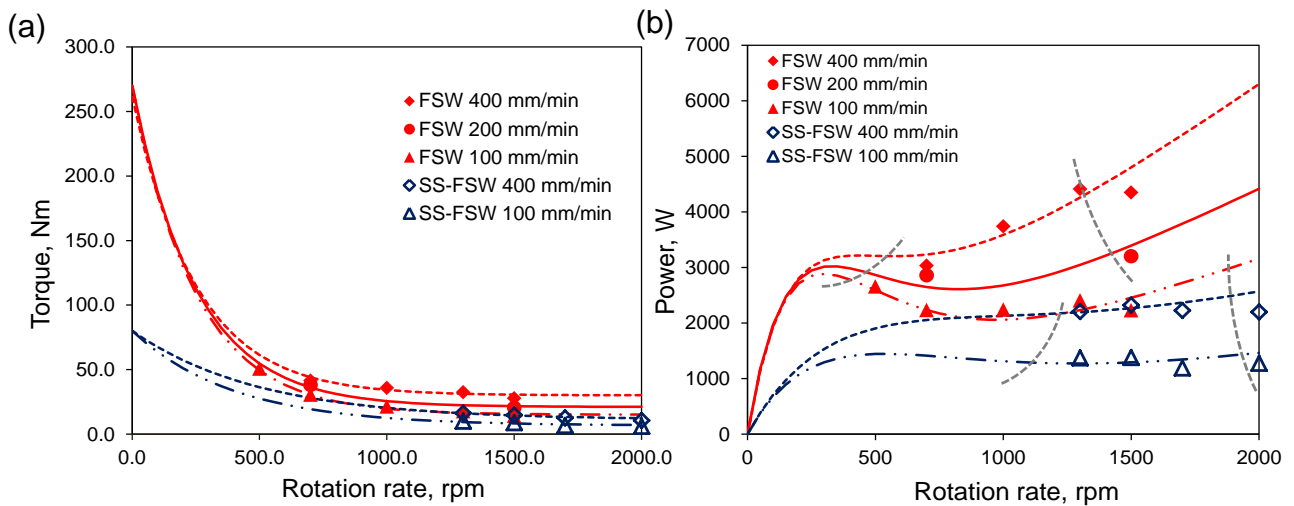 (a)
300.0
250.0
200.0
150.0
100.0
50.0
0.0
Torque, Nm
0.0 500.0 1000.0 1500.0 2000.0
Rotation rate, rpm
FSW 400 mm/min
FSW 200 mm/min
FSW 100 mm/min
SS-FSW 400 mm/min
SS-FSW 100 mm/min
(b)
7000
6000
5000
4000
3000
2000
1000
0
Power, W
0 500 1000 1500 2000
Rotation rate, rpm
FSW 400 mm/min
FSW 200 mm/min
FSW 100 mm/min
SS-FSW 400 mm/min
SS-FSW 100 mm/min